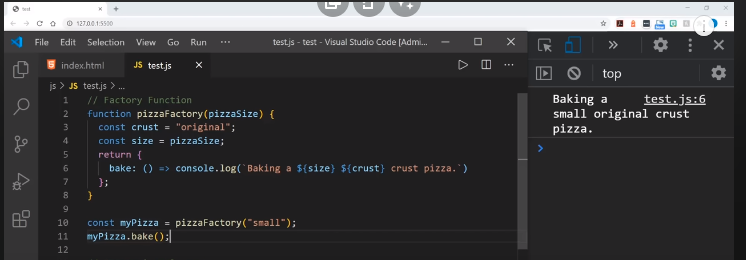 test
127.0.0.1:5500
File Edit Selection View Go Run ··· test.js - test - Visual Studio Code [Admi...
index.html JS test.js
js > JS test.js > ...
1 // Factory Function
2 function pizzaFactory(pizzaSize) {
3 const crust = "original";
4 const size = pizzaSize;
5 return {
6 bake: () => console.log(`Baking a ${size} ${crust} crust pizza.`)
7 };
8 }
9
10 const myPizza = pizzaFactory("small");
11 myPizza.bake();
12
top
Baking a test.js:6
small original crust
pizza.